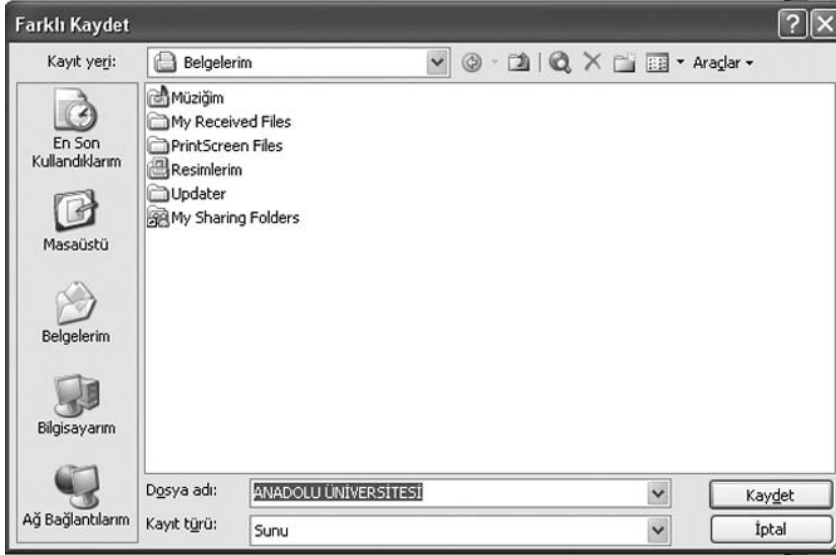 Farklı Kaydet
Kayıt yeri:
Belgelerim
Araçlar
En Son
Kullandıklarım
Masaüstü
Belgelerim
Bilgisayarım
Ağ Bağlantılarım
Müziğim
My Received Files
PrintScreen Files
Resimlerim
Updater
My Sharing Folders
Dosya adı:
ANADOLU ÜNİVERSİTESİ
Kaydet
Kayıt türü:
Sunu
İptal